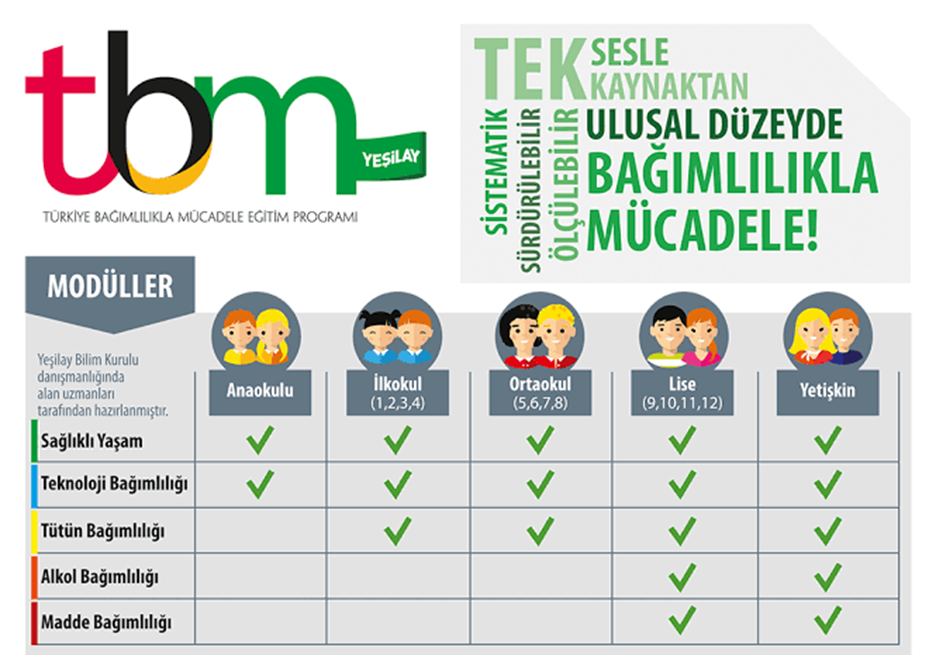 tbm
YEŞİLAY
TÜRKİYE BAĞIMLILIKLA MÜCADELE EĞİTİM PROGRAMI
TEK SESLE
KAYNAKTAN
SİSTEMATİK
SÜRDÜRÜLEBİLİR
ÖLÇÜLEBİLİR
ULUSAL DÜZEYDE
BAĞIMLILIKLA
MÜCADELE!
MODÜLLER
Yeşilay Bilim Kurulu
danışmanlığında
alan uzmanları
tarafından hazırlanmıştır.
Anaokulu
İlkokul
(1,2,3,4)
Ortaokul
(5,6,7,8)
Lise
(9,10,11,12)
Yetişkin
Sağlıklı Yaşam
Teknoloji Bağımlılığı
Tütün Bağımlılığı
Alkol Bağımlılığı
Madde Bağımlılığı